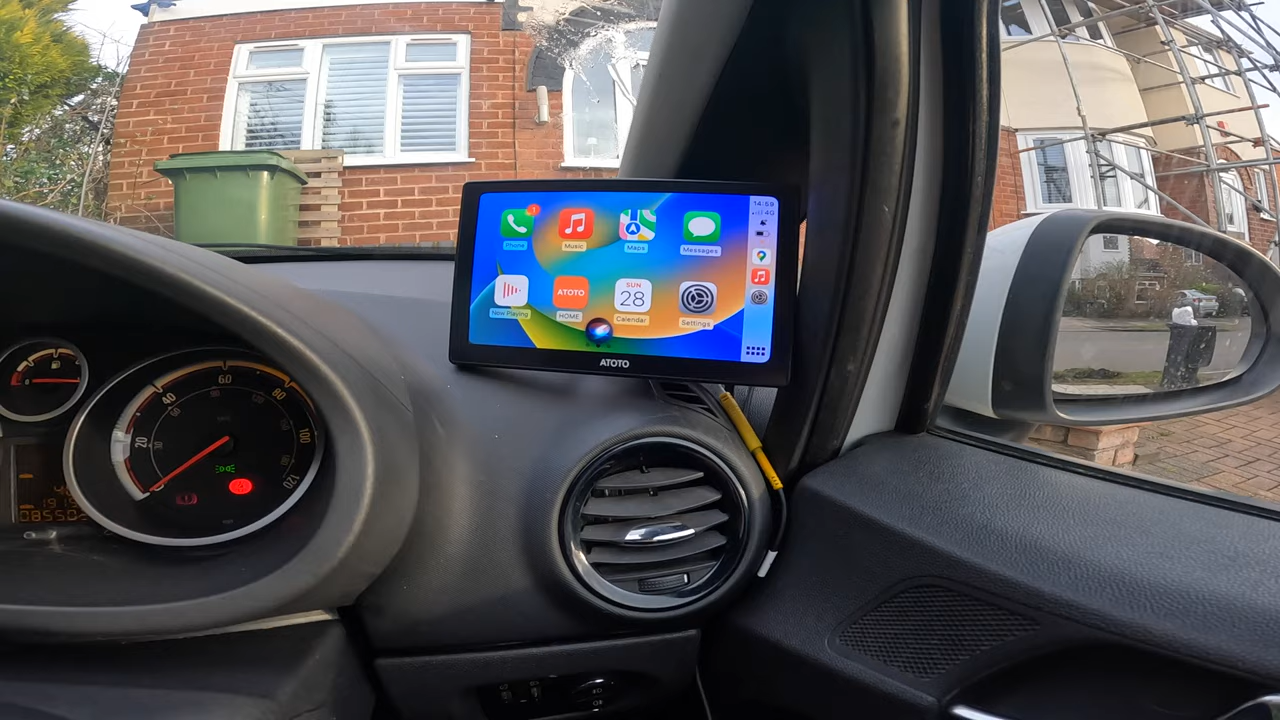 14:59
4G
1
Phone
Music
Maps
Messages
Now Playing
ATOTO
HOME
SUN
28
Calendar
Settings
ATOTO
20
40
60
80
100
120